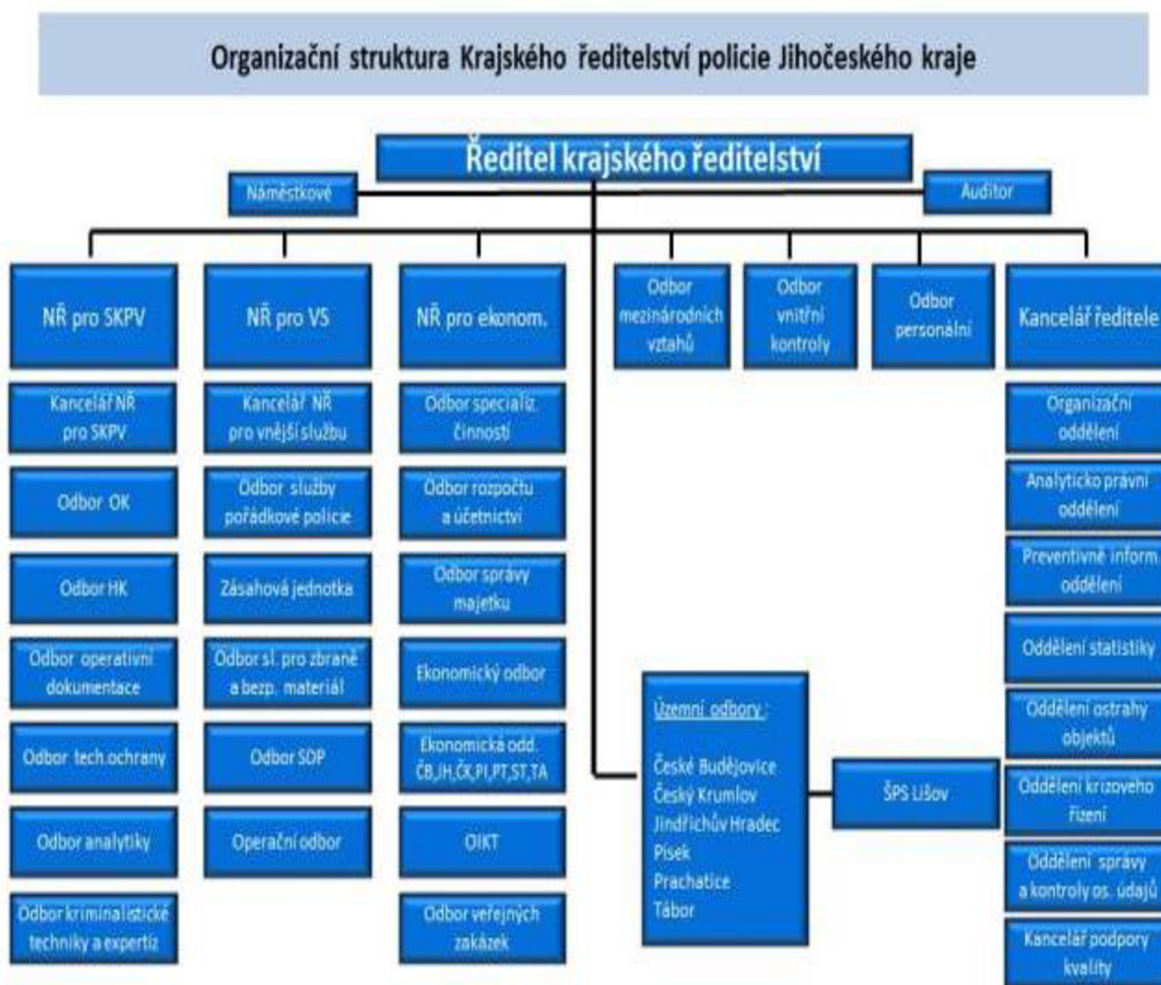 Organizační struktura Krajského ředitelství policie Jihočeského kraje
Ředitel krajského ředitelství
Náměstkové
Auditor
NŘ pro SKPV
Kancelář NŘ
pro SKPV
Odbor OK
Odbor HK
Odbor operativní
dokumentace
Odbor tech.ochrany
Odbor analytiky
Odbor kriminalistické
techniky a expertíz
NŘ pro VS
Kancelář NŘ
pro vnější službu
Odbor služby
pořádkové policie
Zásahová jednotka
Odbor sl. pro zbraně
a bezp. materiál
Odbor SDP
Operační odbor
NŘ pro ekonom.
Odbor specializ.
činností
Odbor rozpočtu
a účetnictví
Odbor správy
majetku
Ekonomický odbor
Ekonomická odd.
ČB,JH,ČK,PI,PT,ST,TA
OIKT
Odbor veřejných
zakázek
Odbor
mezinárodních
vztahů
Odbor
vnitřní
kontroly
Odbor
personální
Územní odbory :
České Budějovice
Český Krumlov
Jindřichův Hradec
Písek
Prachatice
Tábor
ŠPS Lišov
Kancelář ředitele
Organizační
oddělení
Analyticko právní
oddělení
Preventivně inform.
oddělení
Oddělení statistiky
Oddělení ostrahy
objektů
Oddělení krizového
řízení
Oddělení správy
a kontroly os. údajů
Kancelář podpory
kvality